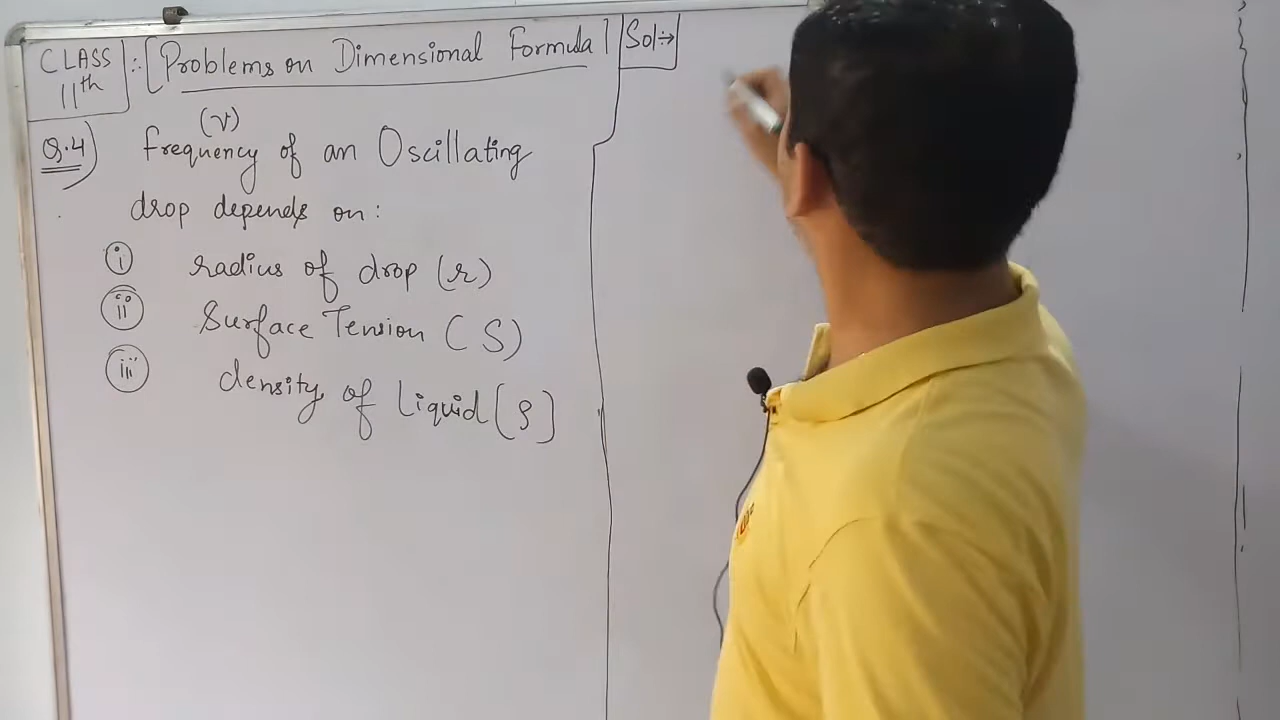 CLASS 11th :- [Problems on Dimensional Formula]
Sol:→
Q.4) frequency (ν) of an Oscillating
drop depends on:
i radius of drop (r)
ii Surface Tension (S)
iii density of liquid [ρ]